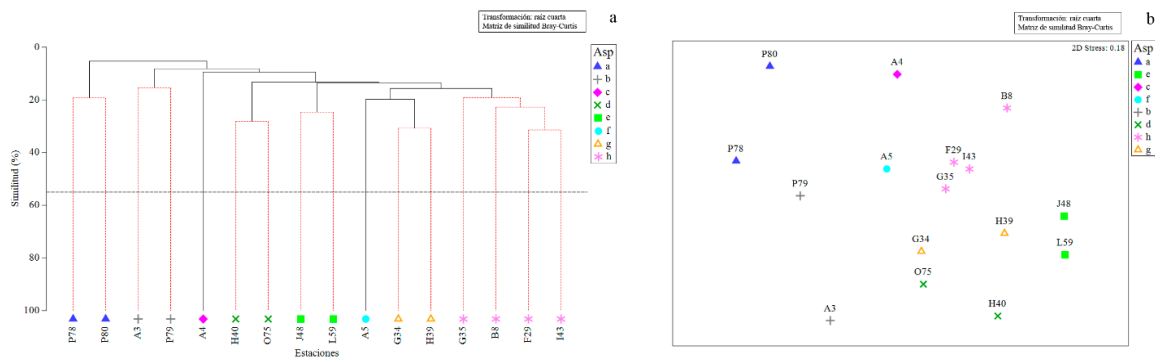 Transformación: raíz cuarta
Matriz de similitud Bray-Curtis
a
0
20
40
60
80
100
Similitud (%)
Asp
a
b
c
d
e
f
g
h
P78
P80
A3
P79
A4
H40
O75
J48
L59
A5
G34
H39
G35
B8
F29
I43
Estaciones
Transformación: raíz cuarta
Matriz de similitud Bray-Curtis
b
2D Stress: 0.18
P80
A4
B8
P78
A5
F29
I43
P79
G35
J48
H39
G34
L59
O75
A3
H40
Asp
a
e
c
f
b
d
h
g